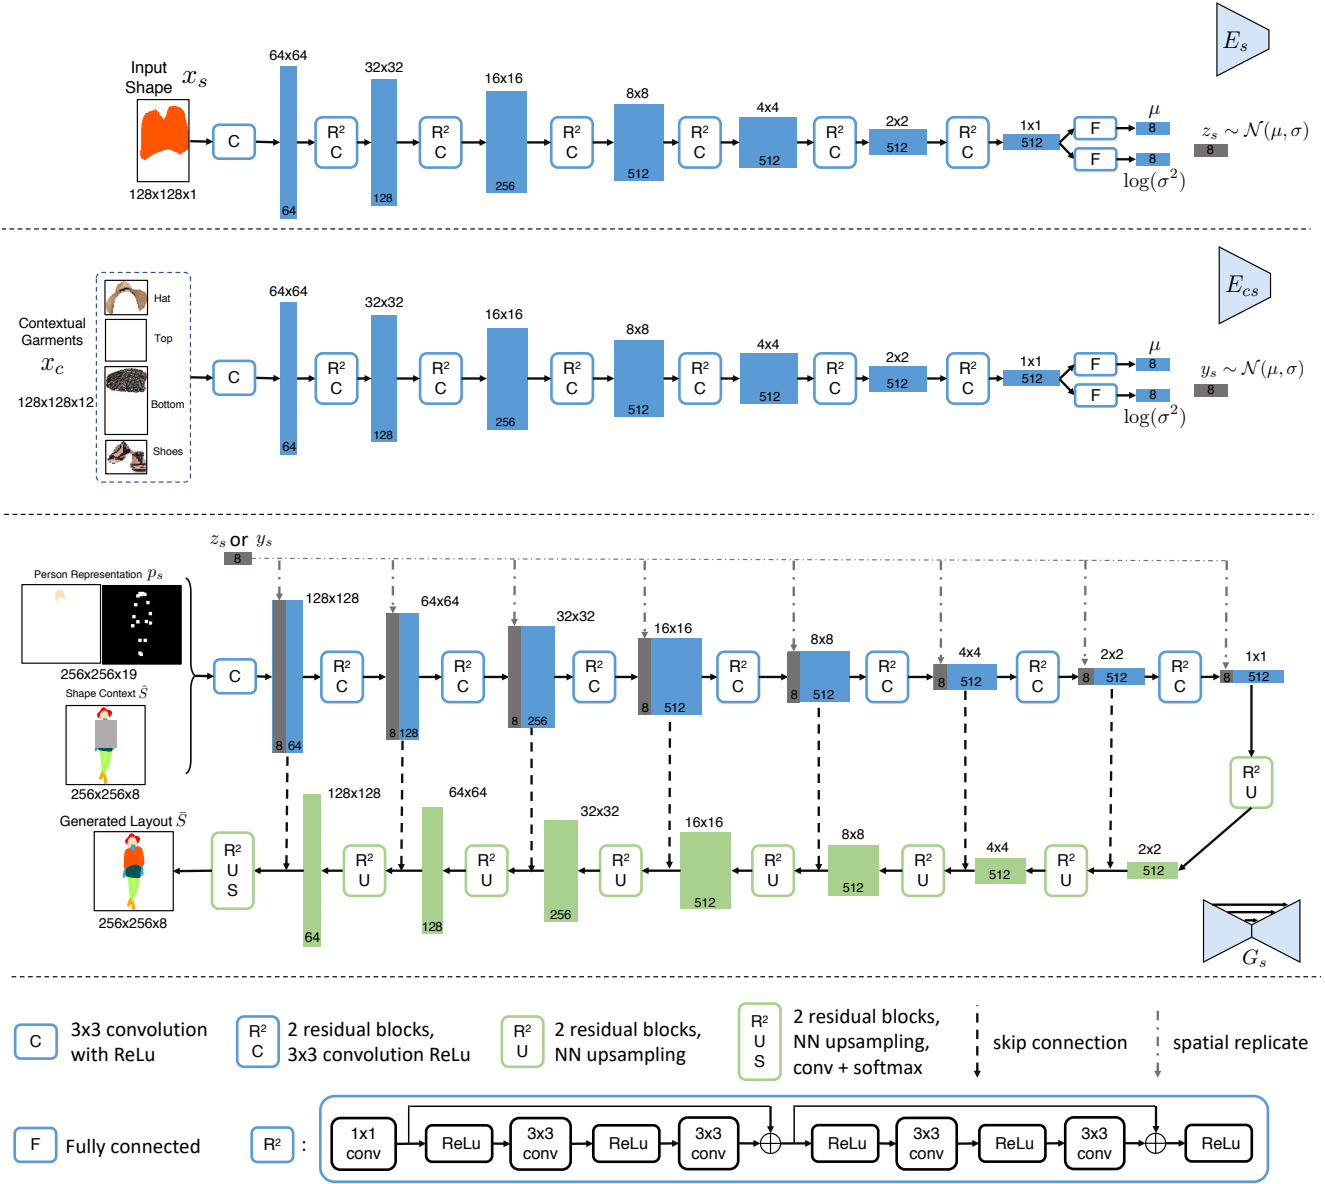 E_s
Input
Shape x_s
64x64
32x32
16x16
8x8
4x4
2x2
1x1
μ
C
R² C
R² C
R² C
R² C
R² C
R² C
F
8
F
8
z_s ~ N(μ, σ)
8
64
128
256
512
512
512
512
128x128x1
log(σ²)
E_cs
Contextual
Garments
x_c
128x128x12
Hat
Top
Bottom
Shoes
64x64
32x32
16x16
8x8
4x4
2x2
1x1
μ
C
R² C
R² C
R² C
R² C
R² C
R² C
F
8
F
8
y_s ~ N(μ, σ)
8
64
128
256
512
512
512
512
log(σ²)
z_s or y_s
8
Person Representation p_s
256x256x19
Shape Context Ŝ
256x256x8
128x128
64x64
32x32
16x16
8x8
4x4
2x2
1x1
C
R² C
R² C
R² C
R² C
R² C
R² C
R² C
8 64
8 128
8 256
8 512
8 512
8 512
8 512
8 512
R² U
Generated Layout S̄
256x256x8
128x128
64x64
32x32
16x16
8x8
4x4
2x2
R² U S
R² U
R² U
R² U
R² U
R² U
R² U
64
128
256
512
512
512
512
G_s
C
3x3 convolution
with ReLu
R² C
2 residual blocks,
3x3 convolution ReLu
R² U
2 residual blocks,
NN upsampling
R² U S
2 residual blocks,
NN upsampling,
conv + softmax
skip connection
spatial replicate
F
Fully connected
R² :
1x1 conv
ReLu
3x3 conv
ReLu
3x3 conv
ReLu
3x3 conv
ReLu
3x3 conv
ReLu